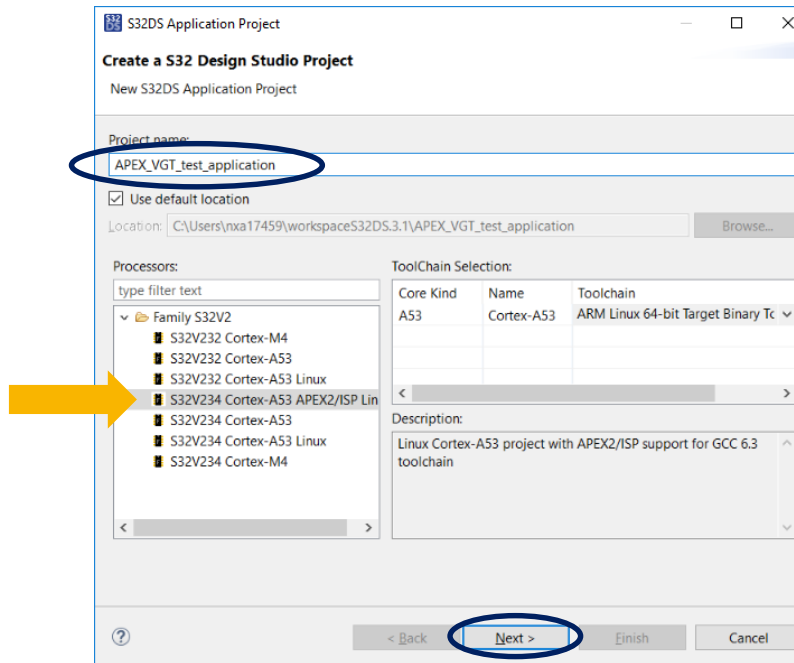 S32DS Application Project
Create a S32 Design Studio Project
New S32DS Application Project
Project name:
APEX_VGT_test_application
Use default location
Location: C:\Users\nxa17459\workspaceS32DS.3.1\APEX_VGT_test_application Browse...
Processors:
type filter text
Family S32V2
S32V232 Cortex-M4
S32V232 Cortex-A53
S32V232 Cortex-A53 Linux
S32V234 Cortex-A53 APEX2/ISP Lin
S32V234 Cortex-A53
S32V234 Cortex-A53 Linux
S32V234 Cortex-M4
ToolChain Selection:
Core Kind Name Toolchain
A53 Cortex-A53 ARM Linux 64-bit Target Binary Tc
Description:
Linux Cortex-A53 project with APEX2/ISP support for GCC 6.3
toolchain
< Back Next > Finish Cancel